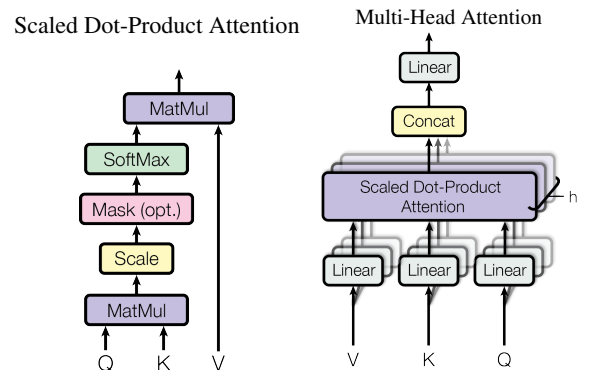 Scaled Dot-Product Attention
MatMul
SoftMax
Mask (opt.)
Scale
MatMul
Q K V
Multi-Head Attention
Linear
Concat
Scaled Dot-Product
Attention
h
Linear Linear Linear
V K Q